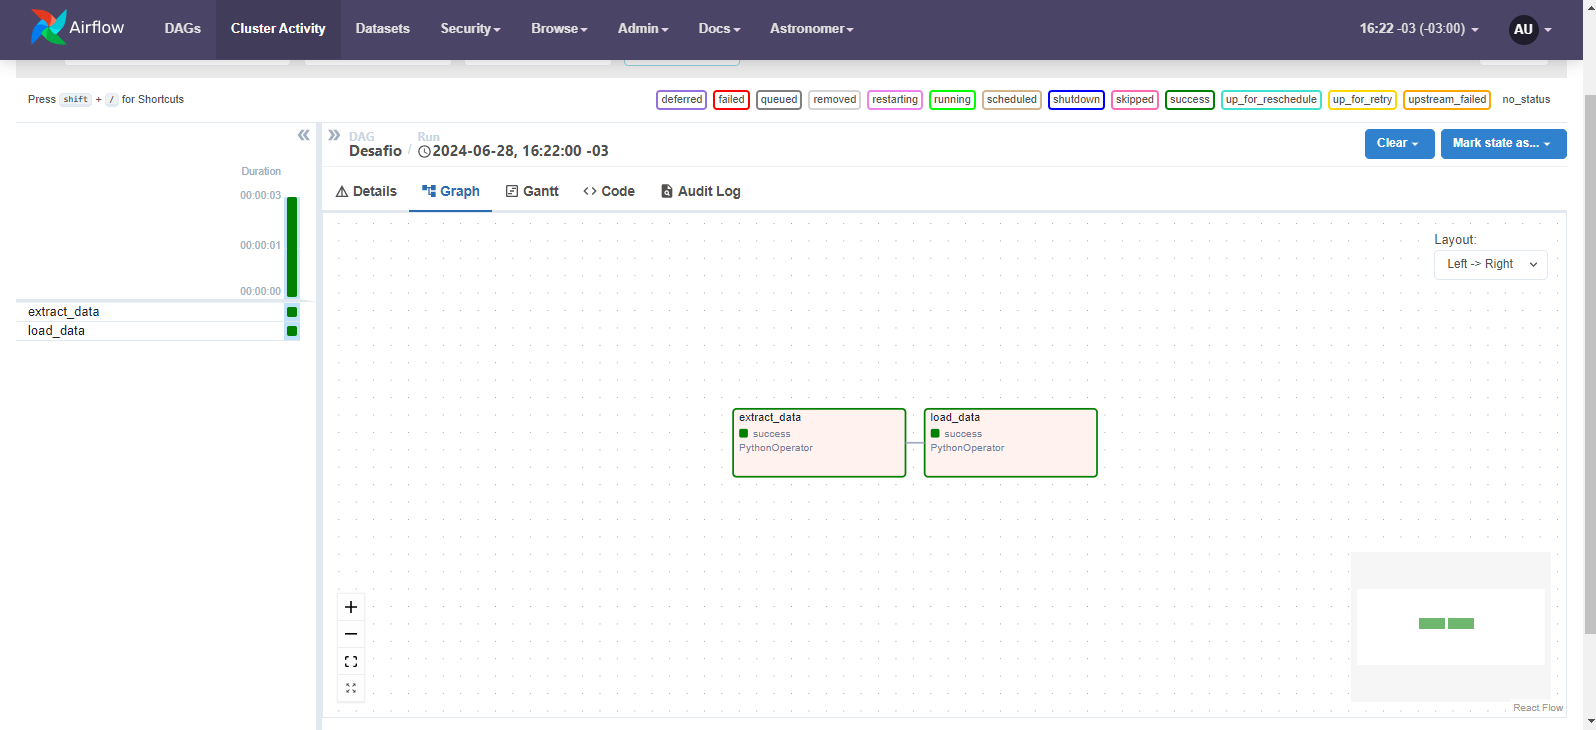 Airflow DAGs Cluster Activity Datasets Security Browse Admin Docs Astronomer 16:22 -03 (-03:00) AU
Press shift + / for Shortcuts
deferred failed queued removed restarting running scheduled shutdown skipped success up_for_reschedule up_for_retry upstream_failed no_status
DAG Run
Desafio / 2024-06-28, 16:22:00 -03
Clear Mark state as...
Duration
00:00:03
00:00:01
00:00:00
extract_data
load_data
Details Graph Gantt <> Code Audit Log
Layout:
Left -> Right
extract_data
success
PythonOperator
load_data
success
PythonOperator
React Flow